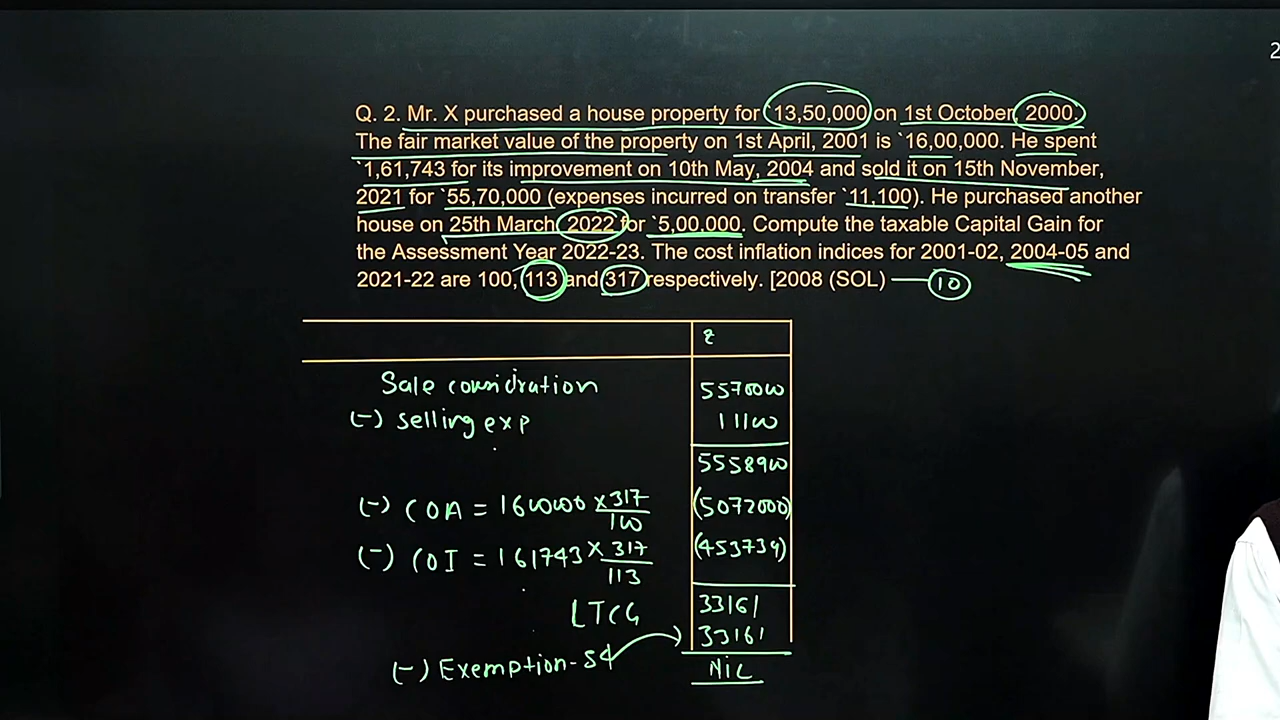 2
Q. 2. Mr. X purchased a house property for `13,50,000 on 1st October, 2000.
The fair market value of the property on 1st April, 2001 is `16,00,000. He spent
`1,61,743 for its improvement on 10th May, 2004 and sold it on 15th November,
2021 for `55,70,000 (expenses incurred on transfer `11,100). He purchased another
house on 25th March, 2022 for `5,00,000. Compute the taxable Capital Gain for
the Assessment Year 2022-23. The cost inflation indices for 2001-02, 2004-05 and
2021-22 are 100, 113 and 317 respectively. [2008 (SOL) — 10
₹
Sale considration 5570000
(-) selling exp 11100
5558900
(-) COA = 1600000 × 317/100 (5072000)
(-) COI = 161743 × 317/113 (453739)
LTCG 33161
(-) Exemption-54 33161
NIL